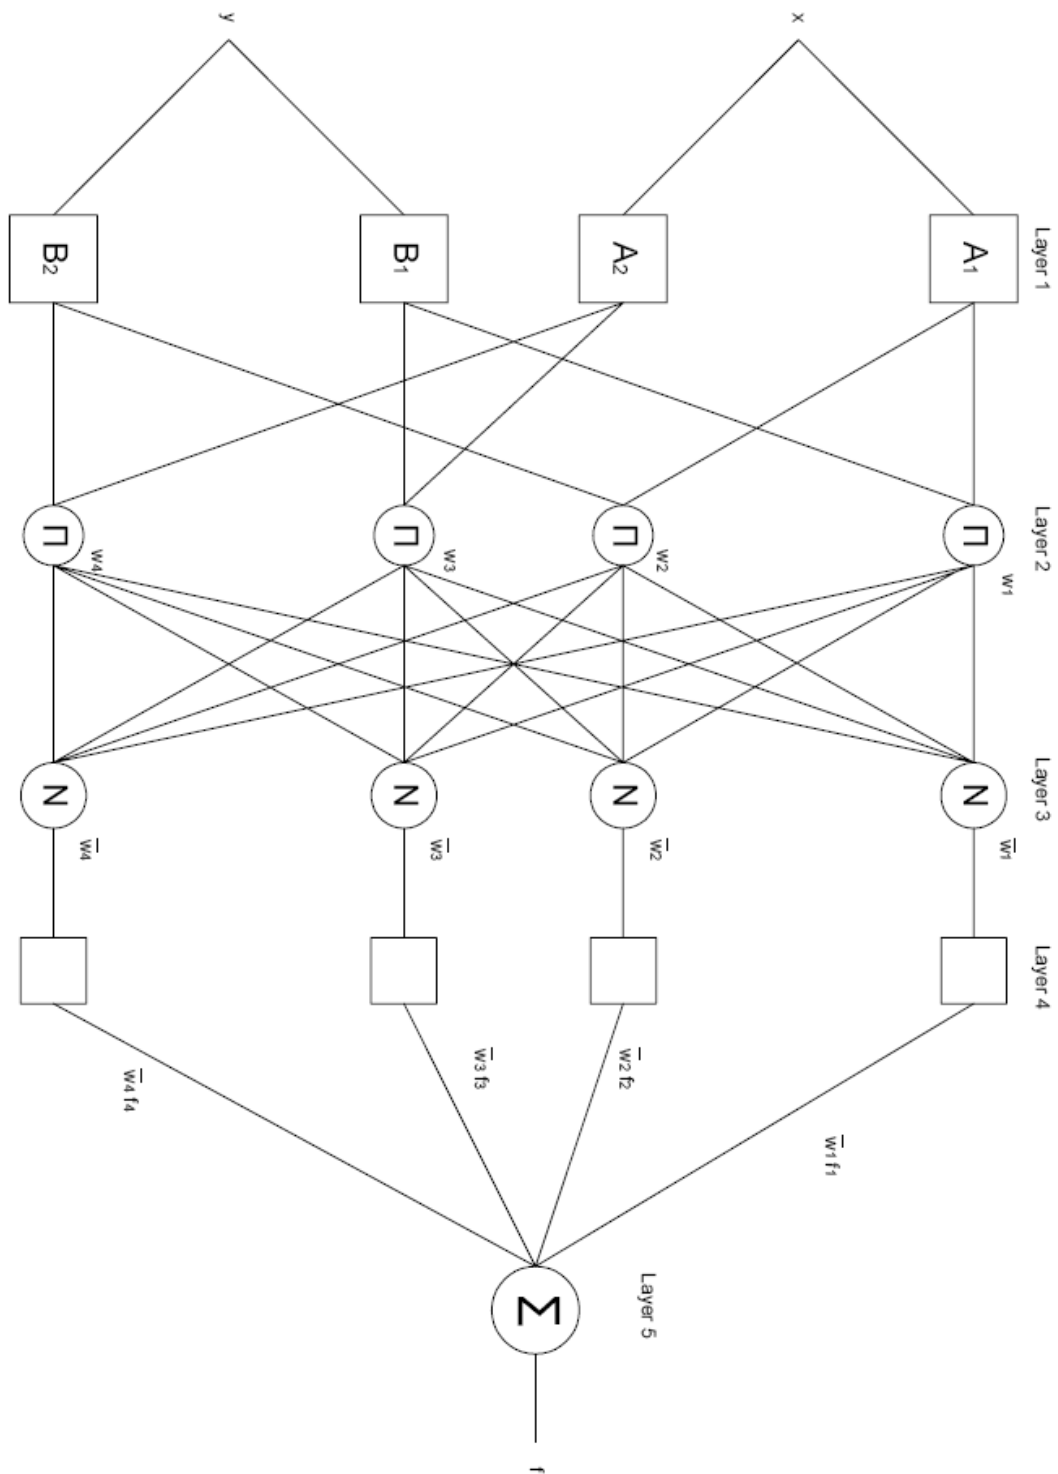 Layer 1
Layer 2
Layer 3
Layer 4
Layer 5
x
A1
A2
y
B1
B2
Π
w1
Π
w2
Π
w3
Π
w4
N
w̅1
N
w̅2
N
w̅3
N
w̅4
w̅1 f1
w̅2 f2
w̅3 f3
w̅4 f4
Σ
f